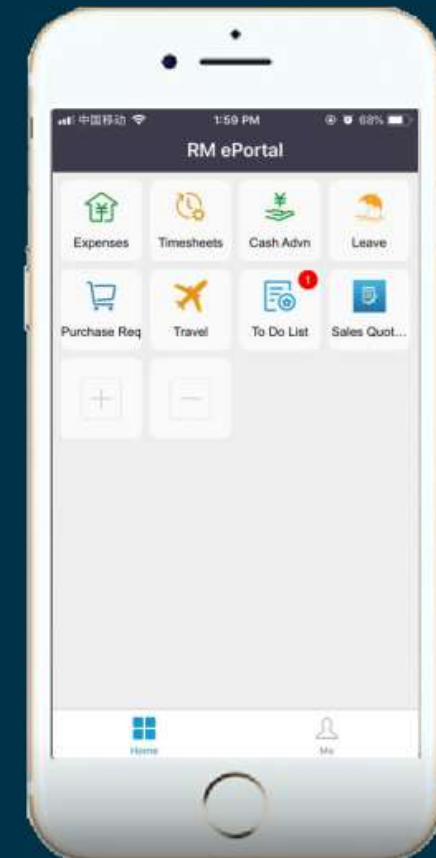 中国移动 1:59 PM 68%
RM ePortal
Expenses Timesheets Cash Advn Leave
1
Purchase Req Travel To Do List Sales Quot...
Home Me